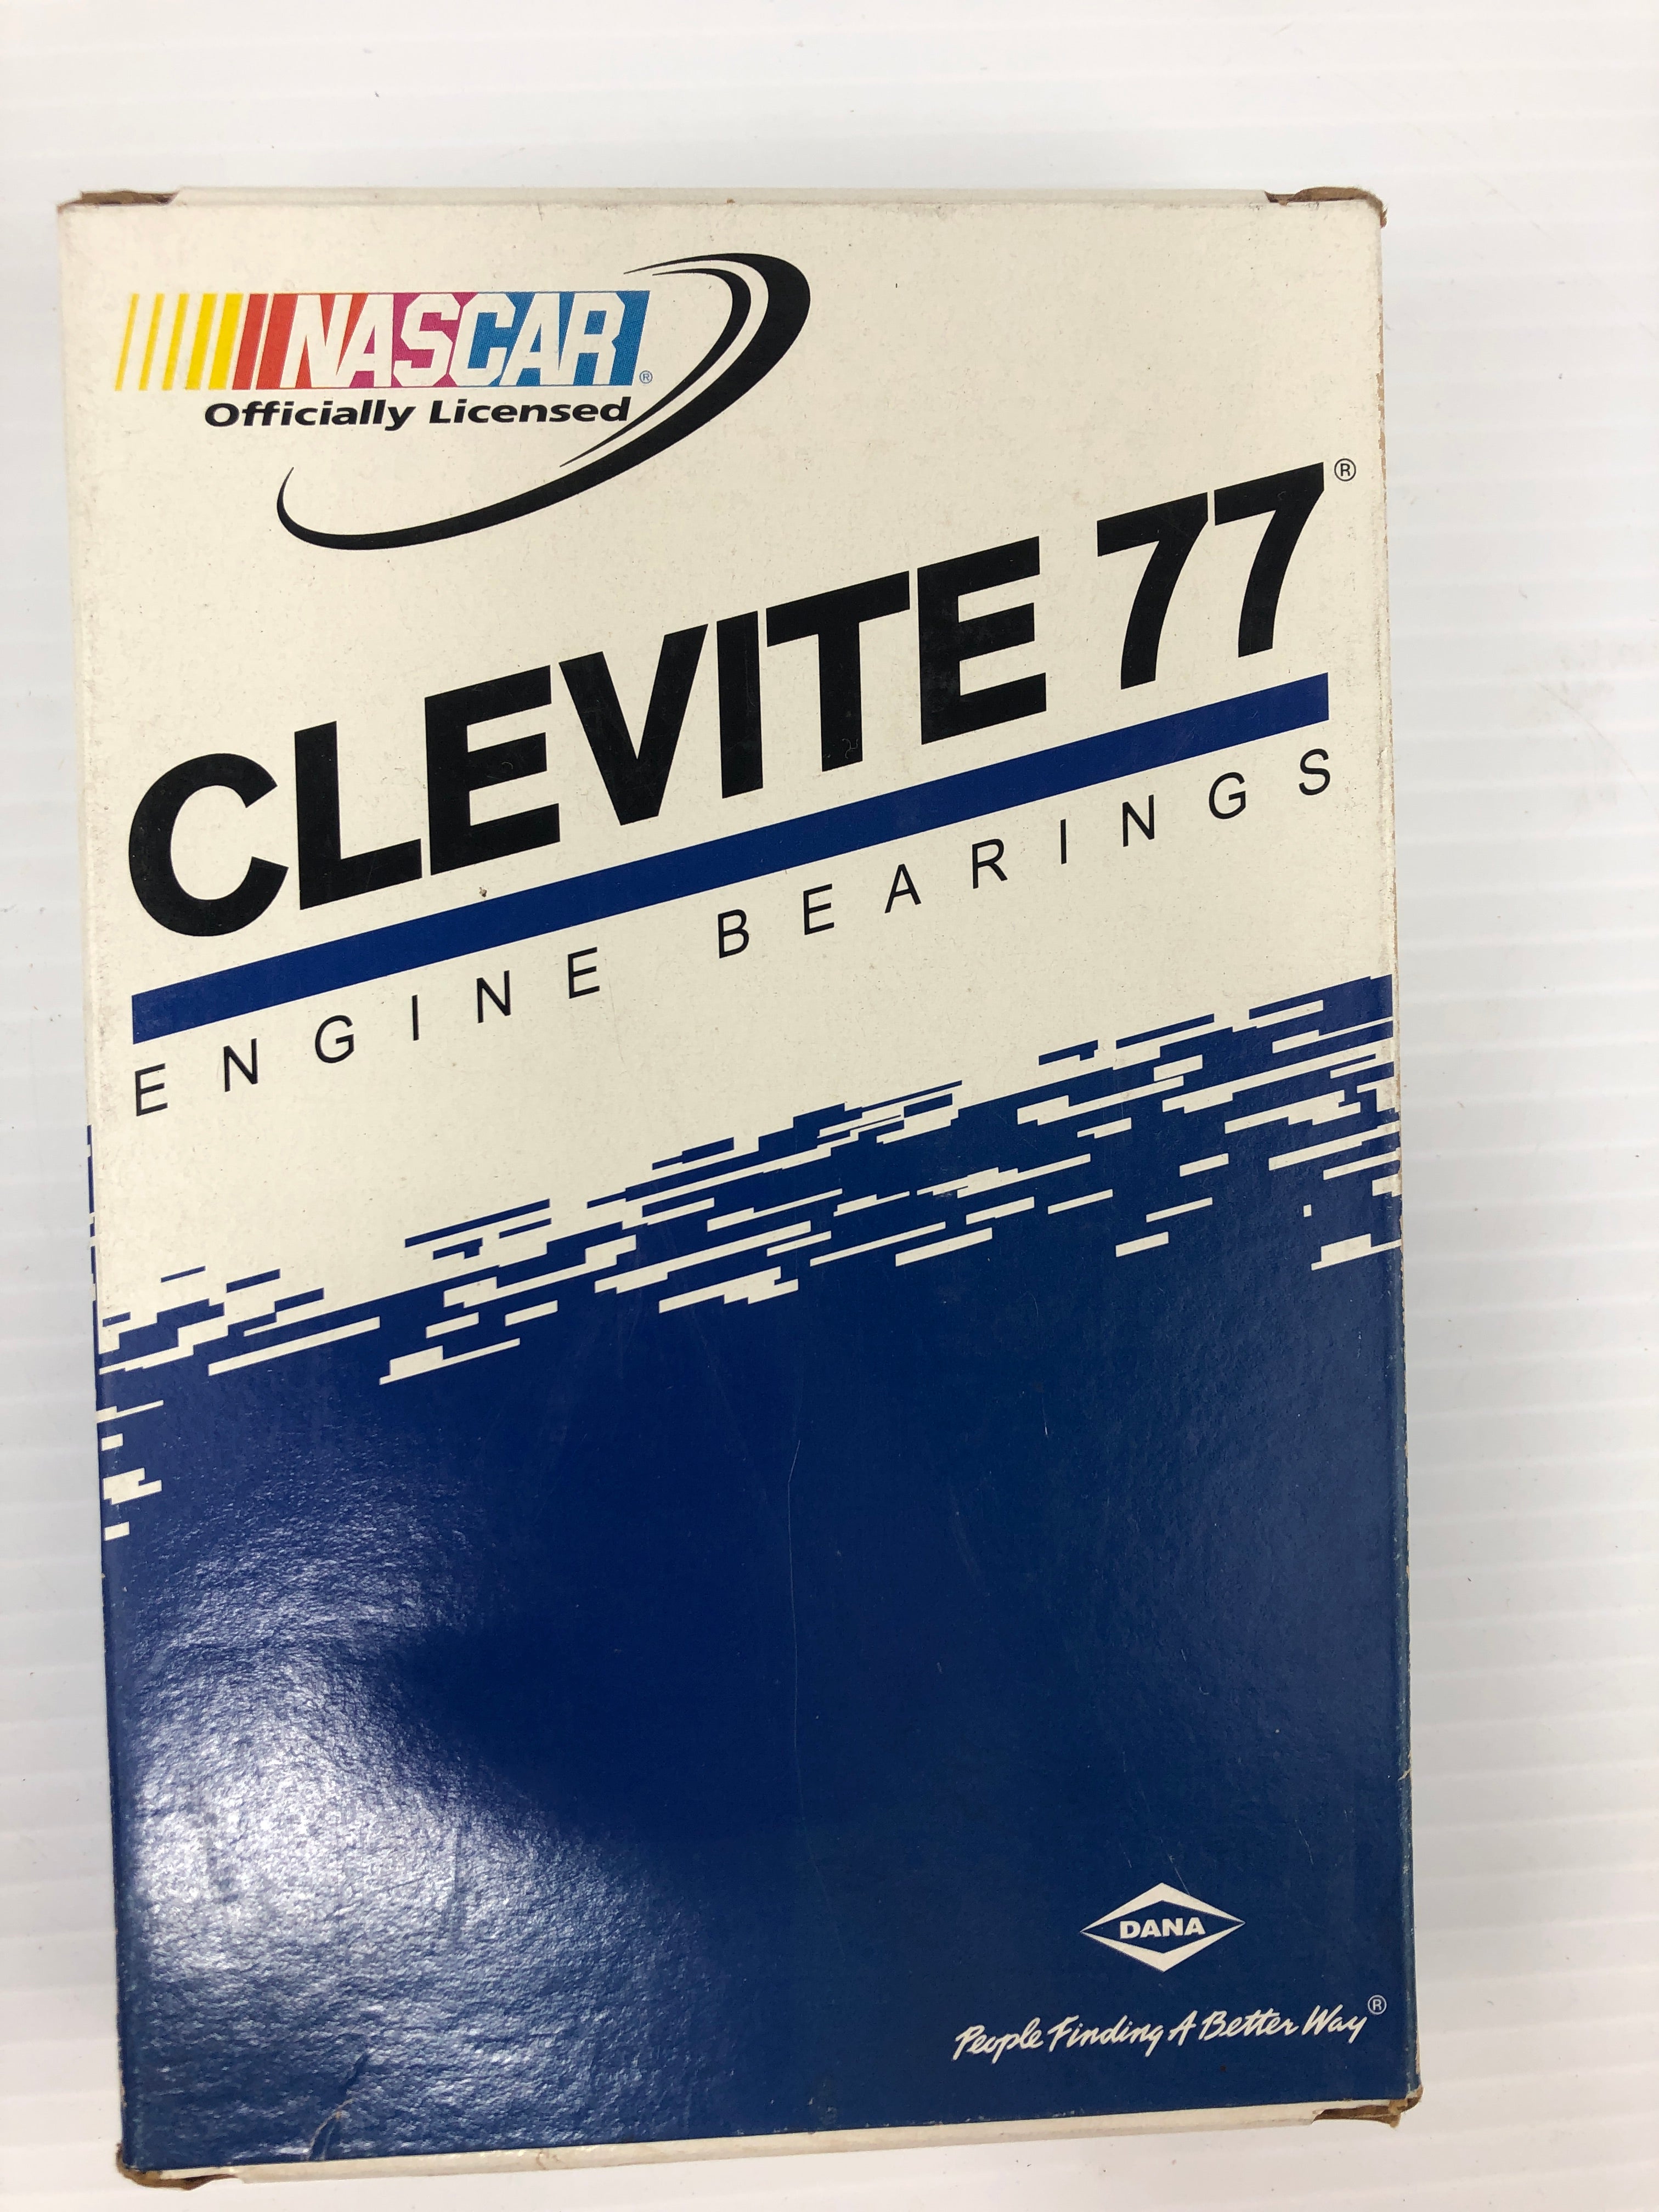 NASCAR®
Officially Licensed
CLEVITE 77®
ENGINE BEARINGS
DANA
People Finding A Better Way®